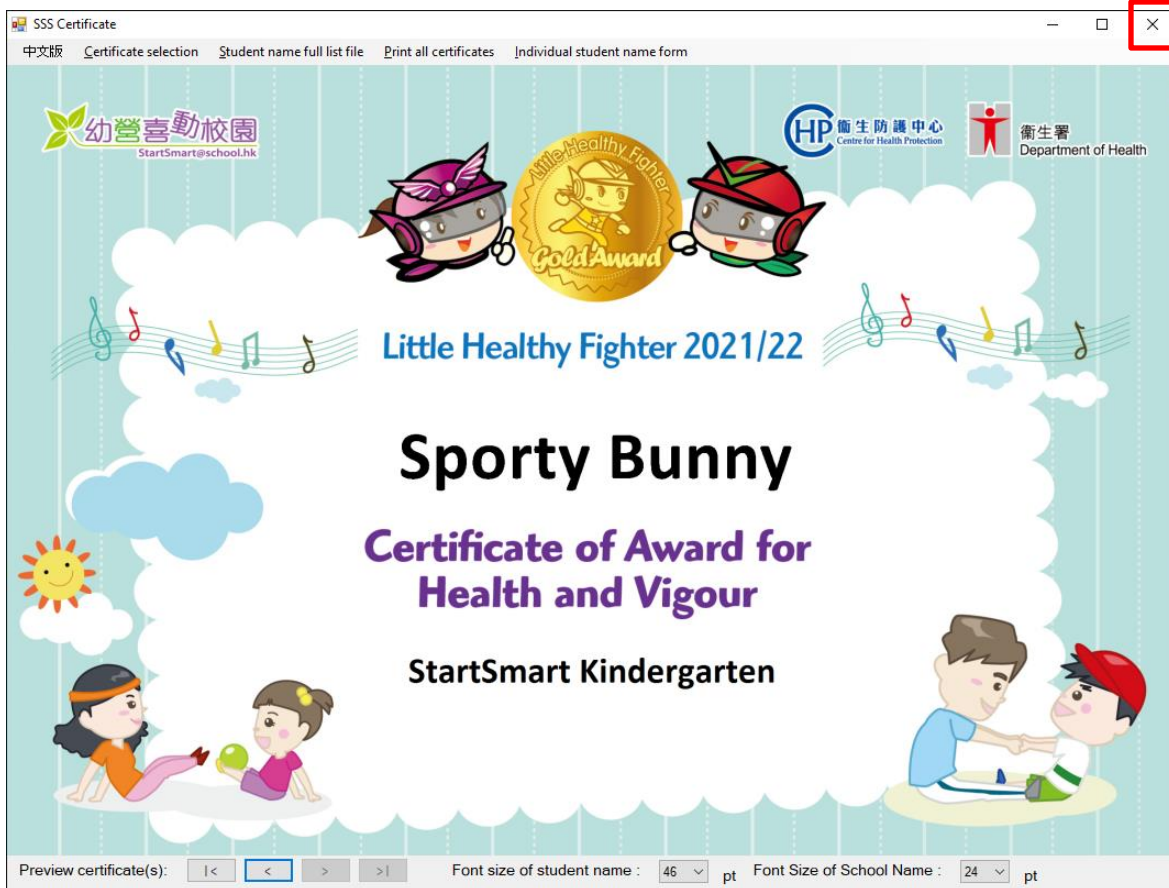 SSS Certificate
中文版 Certificate selection Student name full list file Print all certificates Individual student name form
幼營喜動校園
StartSmart@school.hk
CHP 衞生防護中心
Centre for Health Protection
衞生署
Department of Health
Little Healthy Fighter
Gold Award
Little Healthy Fighter 2021/22
Sporty Bunny
Certificate of Award for
Health and Vigour
StartSmart Kindergarten
Preview certificate(s): |< < > >| Font size of student name : 46 pt Font Size of School Name : 24 pt